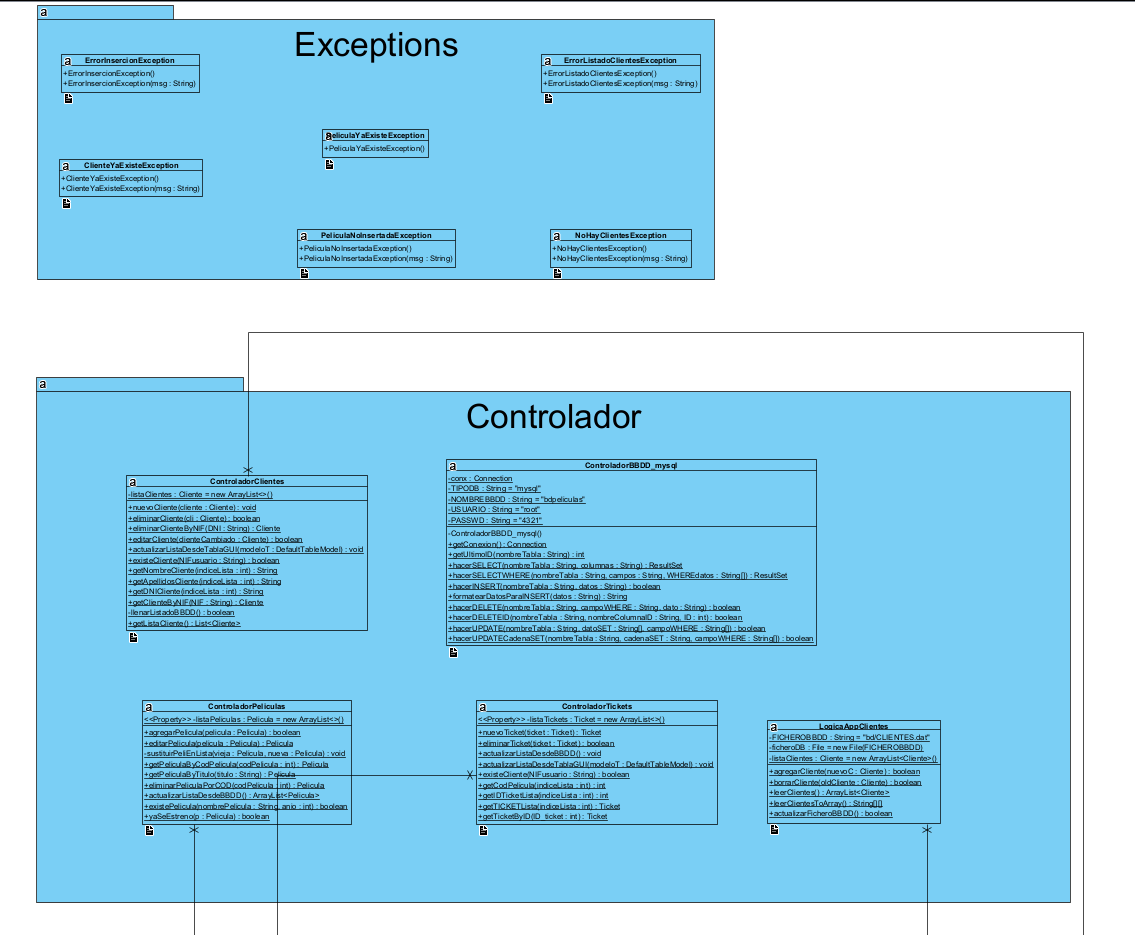 a
Exceptions
a ErrorInsercionException
+ErrorInsercionException()
+ErrorInsercionException(msg : String)
a ErrorListadoClientesException
+ErrorListadoClientesException()
+ErrorListadoClientesException(msg : String)
a PeliculaYaExisteException
+PeliculaYaExisteException()
a ClienteYaExisteException
+ClienteYaExisteException()
+ClienteYaExisteException(msg : String)
a PeliculaNoInsertadaException
+PeliculaNoInsertadaException()
+PeliculaNoInsertadaException(msg : String)
a NoHayClientesException
+NoHayClientesException()
+NoHayClientesException(msg : String)
a
Controlador
a ControladorClientes
-listaClientes : Cliente = new ArrayList<>()
+nuevoCliente(cliente : Cliente) : void
+eliminarCliente(cli : Cliente) : boolean
+eliminarClienteByNIF(DNI : String) : Cliente
+editarCliente(clienteCambiado : Cliente) : boolean
+actualizarListaDesdeTablaGUI(modeloT : DefaultTableModel) : void
+existeCliente(NIFusuario : String) : boolean
+getNombreCliente(indiceLista : int) : String
+getApellidosCliente(indiceLista : int) : String
+getDNICliente(indiceLista : int) : String
+getClienteByNIF(NIF : String) : Cliente
-llenarListadoBBDD() : boolean
+getListaCliente() : List<Cliente>
a ControladorBBDD_mysql
-conx : Connection
-TIPODB : String = "mysql"
-NOMBREBBDD : String = "bdpeliculas"
-USUARIO : String = "root"
-PASSWD : String = "4321"
-ControladorBBDD_mysql()
+getConexion() : Connection
+getUltimoID(nombreTabla : String) : int
+hacerSELECT(nombreTabla : String, columnas : String) : ResultSet
+hacerSELECTWHERE(nombreTabla : String, campos : String, WHEREdatos : String[]) : ResultSet
+hacerINSERT(nombreTabla : String, datos : String) : boolean
+formatearDatosParaINSERT(datos : String) : String
+hacerDELETE(nombreTabla : String, campoWHERE : String, dato : String) : boolean
+hacerDELETEID(nombreTabla : String, nombreColumnaID : String, ID : int) : boolean
+hacerUPDATE(nombreTabla : String, datoSET : String[], campoWHERE : String[]) : boolean
+hacerUPDATECadenaSET(nombreTabla : String, cadenaSET : String, campoWHERE : String[]) : boolean
a ControladorPeliculas
<<Property>> -listaPeliculas : Pelicula = new ArrayList<>()
+agregarPelicula(pelicula : Pelicula) : boolean
+editarPelicula(pelicula : Pelicula) : Pelicula
-sustituirPeliEnLista(vieja : Pelicula, nueva : Pelicula) : void
+getPeliculaByCodPelicula(codPelicula : int) : Pelicula
+getPeliculaByTitulo(titulo : String) : Pelicula
+eliminarPeliculaPorCOD(codPelicula : int) : Pelicula
+actualizarListaDesdeBBDD() : ArrayList<Pelicula>
+existePelicula(nombrePelicula : String, anio : int) : boolean
+yaSeEstreno(p : Pelicula) : boolean
a ControladorTickets
<<Property>> -listaTickets : Ticket = new ArrayList<>()
+nuevoTicket(ticket : Ticket) : Ticket
+eliminarTicket(ticket : Ticket) : boolean
+actualizarListaDesdeBBDD() : void
+actualizarListaDesdeTablaGUI(modeloT : DefaultTableModel) : void
+existeCliente(NIFusuario : String) : boolean
+getCodPelicula(indiceLista : int) : int
+getIDTicketLista(indiceLista : int) : int
+getTICKETLista(indiceLista : int) : Ticket
+getTicketByID(ID_ticket : int) : Ticket
a LogicaAppClientes
-FICHEROBBDD : String = "bd/CLIENTES.dat"
-ficheroDB : File = new File(FICHEROBBDD)
-listaClientes : Cliente = new ArrayList<Cliente>()
+agregarCliente(nuevoC : Cliente) : boolean
+borrarCliente(oldCliente : Cliente) : boolean
+leerClientes() : ArrayList<Cliente>
+leerClientesToArray() : String[][]
+actualizarFicheroBBDD() : boolean